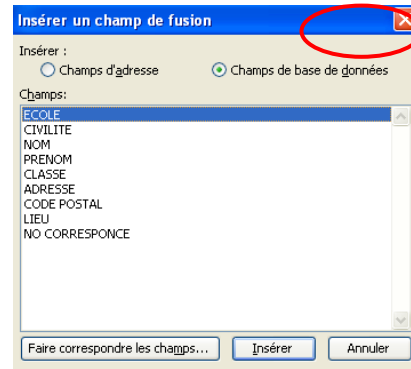 Insérer un champ de fusion
Insérer :
Champs d'adresse Champs de base de données
Champs:
ECOLE
CIVILITE
NOM
PRENOM
CLASSE
ADRESSE
CODE POSTAL
LIEU
NO CORRESPONCE
Faire correspondre les champs... Insérer Annuler